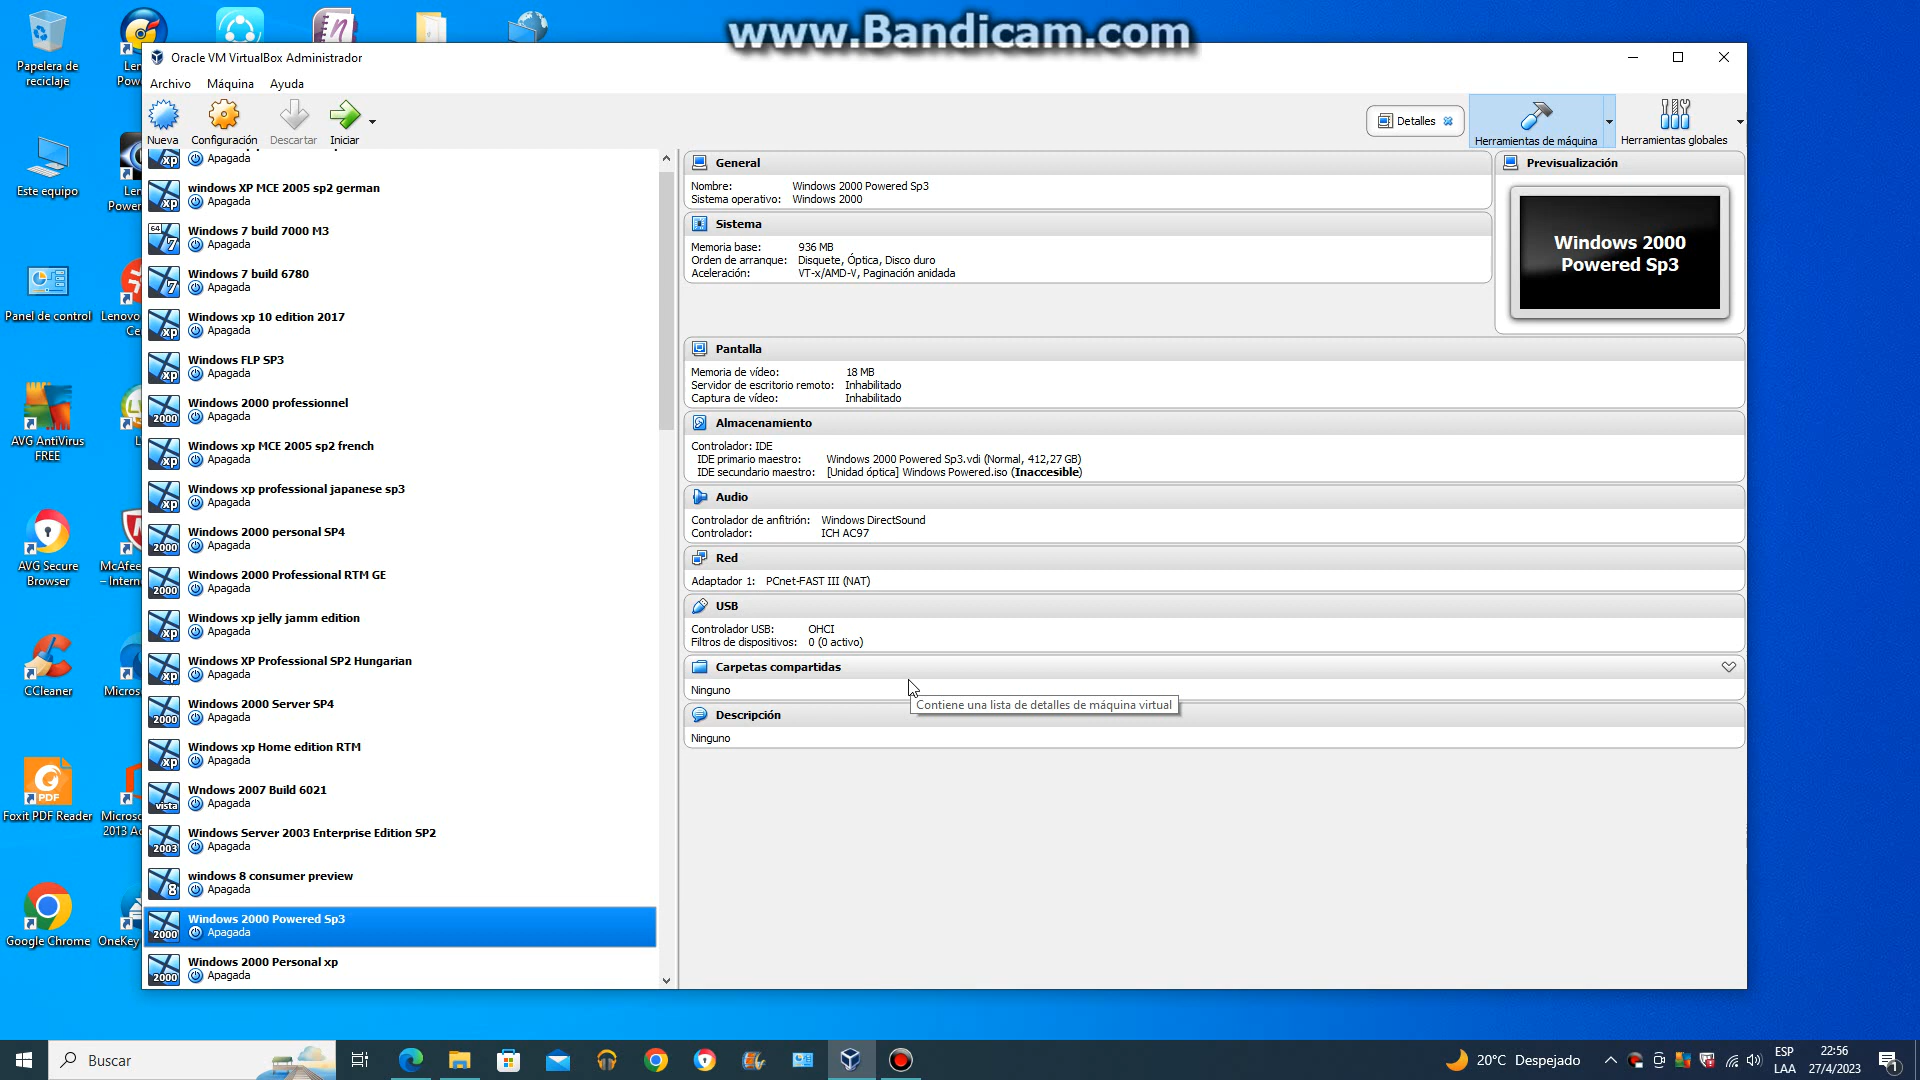 www.Bandicam.com
Papelera de
reciclaje
Len
Pow
Este equipo
Len
Power
Panel de control
Lenovo
Ce
AVG AntiVirus
FREE
L
AVG Secure
Browser
McAfee
– Intern
CCleaner
Micros
Foxit PDF Reader
Micros
2013 Ac
Google Chrome
OneKey
Oracle VM VirtualBox Administrador
Archivo Máquina Ayuda
Nueva Configuración Descartar Iniciar
Detalles
Herramientas de máquina
Herramientas globales
Apagada
windows XP MCE 2005 sp2 german
Apagada
Windows 7 build 7000 M3
Apagada
Windows 7 build 6780
Apagada
Windows xp 10 edition 2017
Apagada
Windows FLP SP3
Apagada
Windows 2000 professionnel
Apagada
Windows xp MCE 2005 sp2 french
Apagada
Windows xp professional japanese sp3
Apagada
Windows 2000 personal SP4
Apagada
Windows 2000 Professional RTM GE
Apagada
Windows xp jelly jamm edition
Apagada
Windows XP Professional SP2 Hungarian
Apagada
Windows 2000 Server SP4
Apagada
Windows xp Home edition RTM
Apagada
Wndows 2007 Build 6021
Apagada
Windows Server 2003 Enterprise Edition SP2
Apagada
windows 8 consumer preview
Apagada
Windows 2000 Powered Sp3
Apagada
Windows 2000 Personal xp
Apagada
General
Nombre: Windows 2000 Powered Sp3
Sistema operativo: Windows 2000
Sistema
Memoria base: 936 MB
Orden de arranque: Disquete, Óptica, Disco duro
Aceleración: VT-x/AMD-V, Paginación anidada
Previsualización
Windows 2000
Powered Sp3
Pantalla
Memoria de vídeo: 18 MB
Servidor de escritorio remoto: Inhabilitado
Captura de vídeo: Inhabilitado
Almacenamiento
Controlador: IDE
IDE primario maestro: Windows 2000 Powered Sp3.vdi (Normal, 412,27 GB)
IDE secundario maestro: [Unidad óptica] Windows Powered.iso (Inaccesible)
Audio
Controlador de anfitrión: Windows DirectSound
Controlador: ICH AC97
Red
Adaptador 1: PCnet-FAST III (NAT)
USB
Controlador USB: OHCI
Filtros de dispositivos: 0 (0 activo)
Carpetas compartidas
Ninguno
Contiene una lista de detalles de máquina virtual
Descripción
Ninguno
Buscar
20°C Despejado
ESP
LAA
22:56
27/4/2023
1